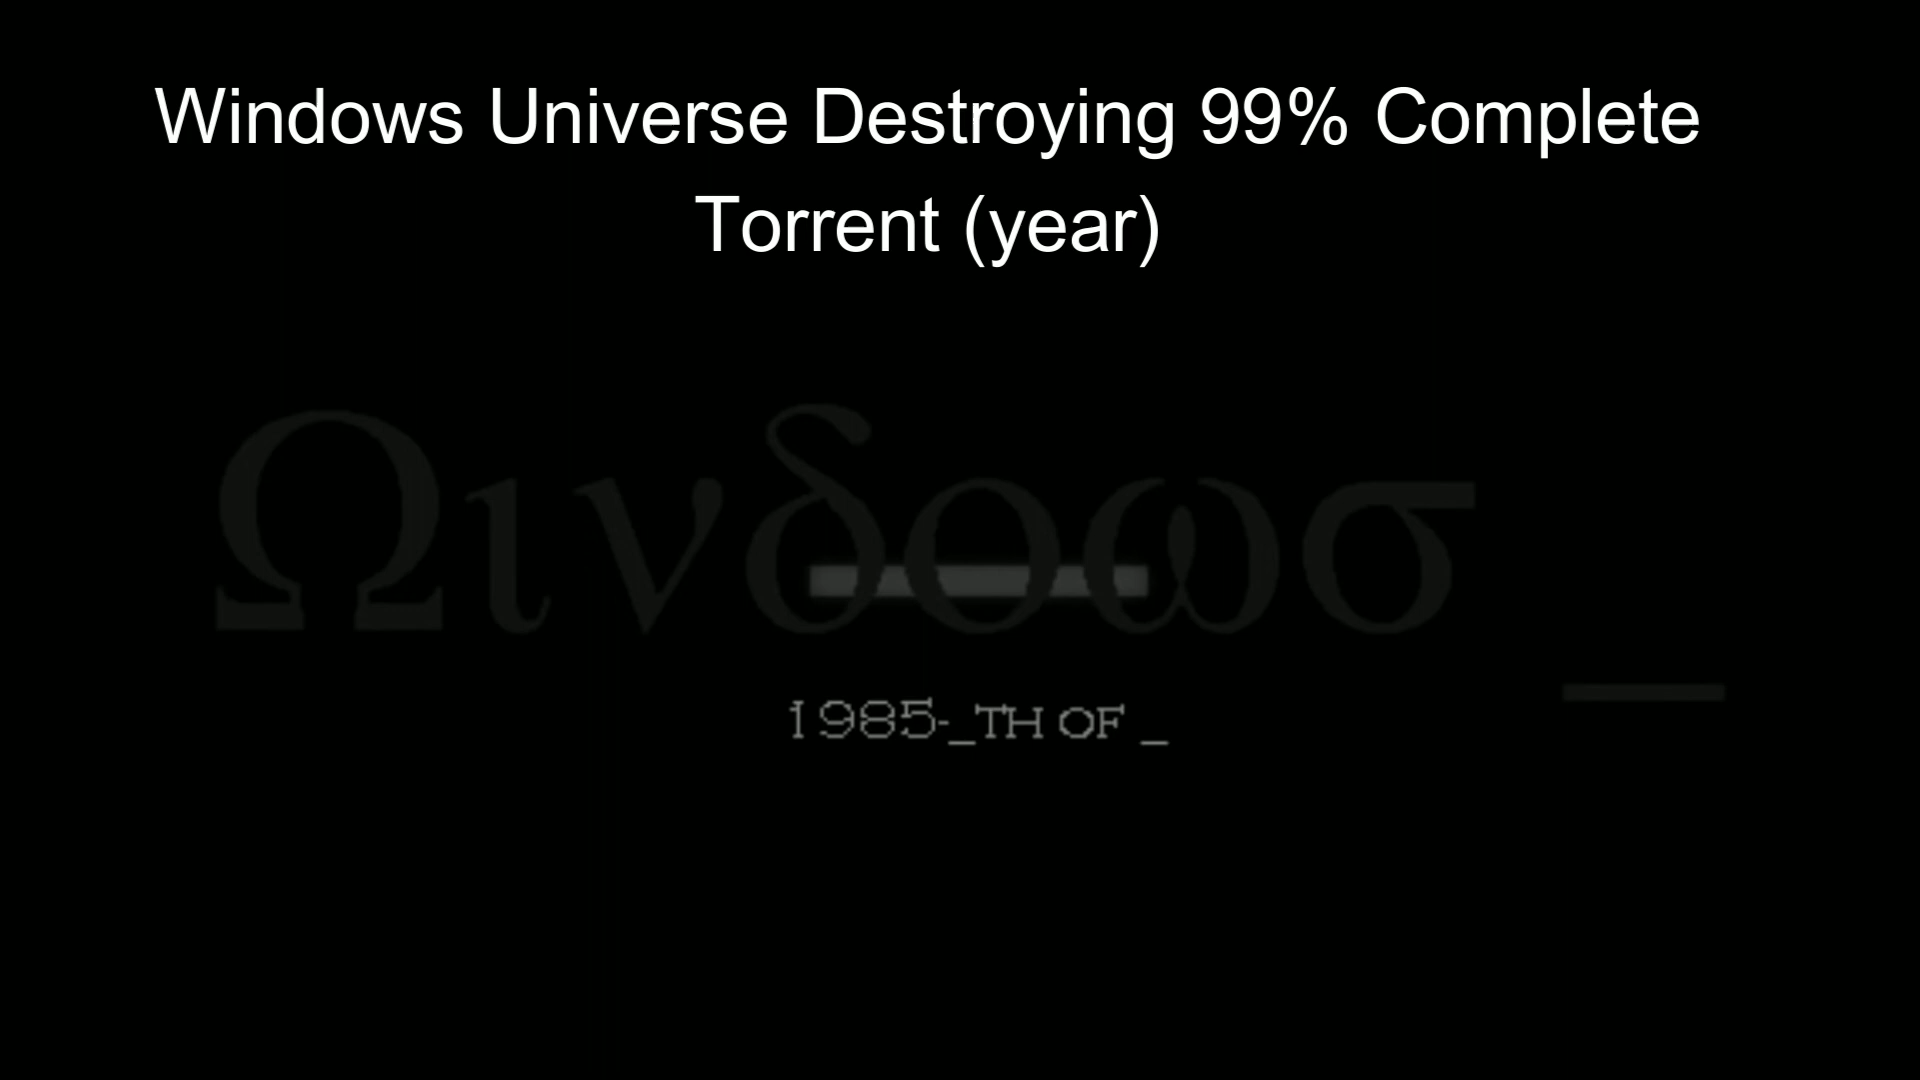 Windows Universe Destroying 99% Complete
Torrent (year)
Ωινδοωσ _
1985-_TH OF _